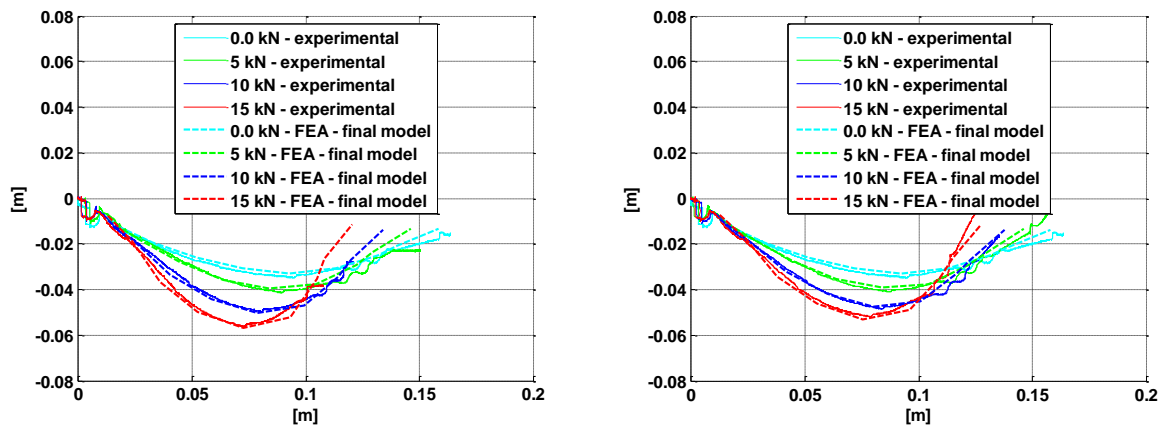 0.08
0.06
0.04
0.02
0
-0.02
-0.04
-0.06
-0.08
[m]
0.0 kN - experimental
5 kN - experimental
10 kN - experimental
15 kN - experimental
0.0 kN - FEA - final model
5 kN - FEA - final model
10 kN - FEA - final model
15 kN - FEA - final model
0 0.05 0.1 0.15 0.2
[m]
0.08
0.06
0.04
0.02
0
-0.02
-0.04
-0.06
-0.08
[m]
0.0 kN - experimental
5 kN - experimental
10 kN - experimental
15 kN - experimental
0.0 kN - FEA - final model
5 kN - FEA - final model
10 kN - FEA - final model
15 kN - FEA - final model
0 0.05 0.1 0.15 0.2
[m]